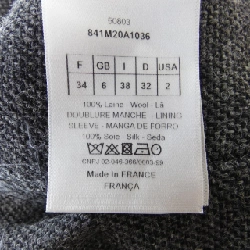 90803
841M20A1036
F GB I D USA
34 6 38 32 2
100% Laine - Wool - Lã
DOUBLURE MANCHE - LINING
SLEEVE - MANGA DE FORRO
100% Soie - Silk - Seda
Made in FRANCE
FRANÇA